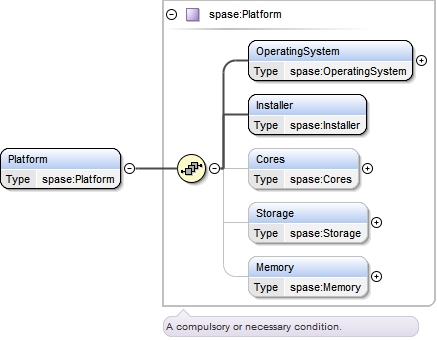 spase:Platform
OperatingSystem
Type spase:OperatingSystem
Installer
Type spase:Installer
Platform
Type spase:Platform
Cores
Type spase:Cores
Storage
Type spase:Storage
Memory
Type spase:Memory
A compulsory or necessary condition.